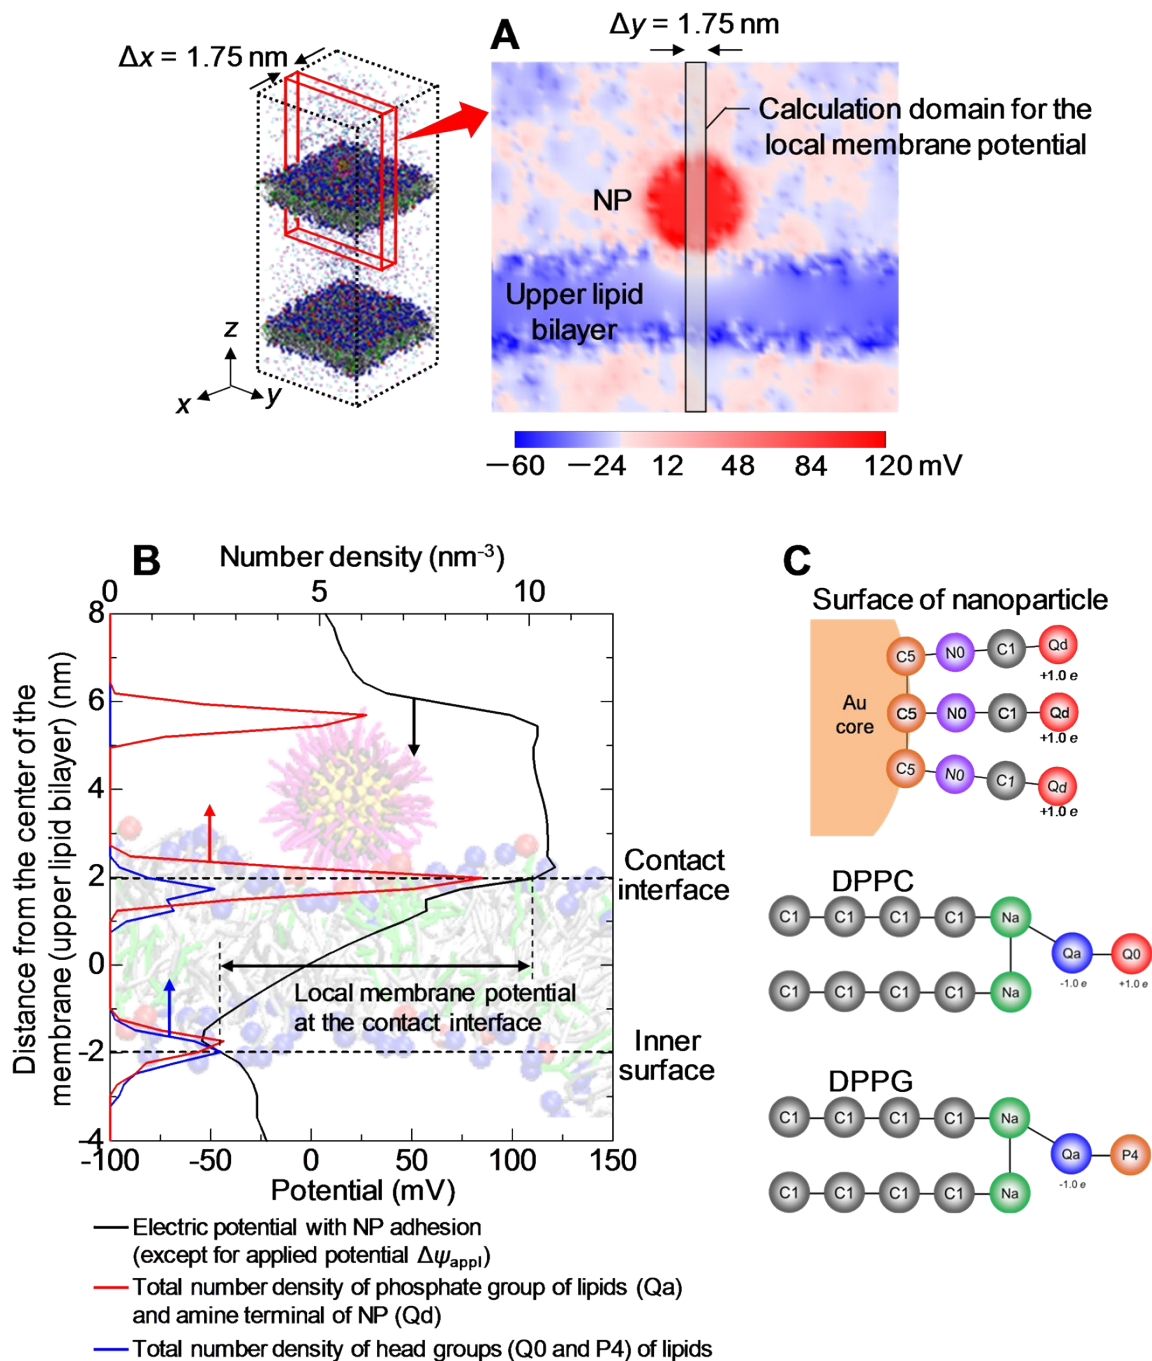 Δx = 1.75 nm
z
x
y
A
Δy = 1.75 nm
Calculation domain for the
local membrane potential
NP
Upper lipid
bilayer
−60 −24 12 48 84 120 mV
B
Number density (nm-3)
0 5 10
Distance from the center of the
membrane (upper lipid bilayer) (nm)
8
6
4
2
0
-2
-4
Contact
interface
Local membrane potential
at the contact interface
Inner
surface
-100 -50 0 50 100 150
Potential (mV)
Electric potential with NP adhesion
(except for applied potential Δψappl)
Total number density of phosphate group of lipids (Qa)
and amine terminal of NP (Qd)
Total number density of head groups (Q0 and P4) of lipids
C
Surface of nanoparticle
Au
core
C5 N0 C1 Qd
+1.0 e
C5 N0 C1 Qd
+1.0 e
C5 N0 C1 Qd
+1.0 e
DPPC
C1 C1 C1 C1 Na
Qa Q0
-1.0 e +1.0 e
C1 C1 C1 C1 Na
DPPG
C1 C1 C1 C1 Na
Qa P4
-1.0 e
C1 C1 C1 C1 Na